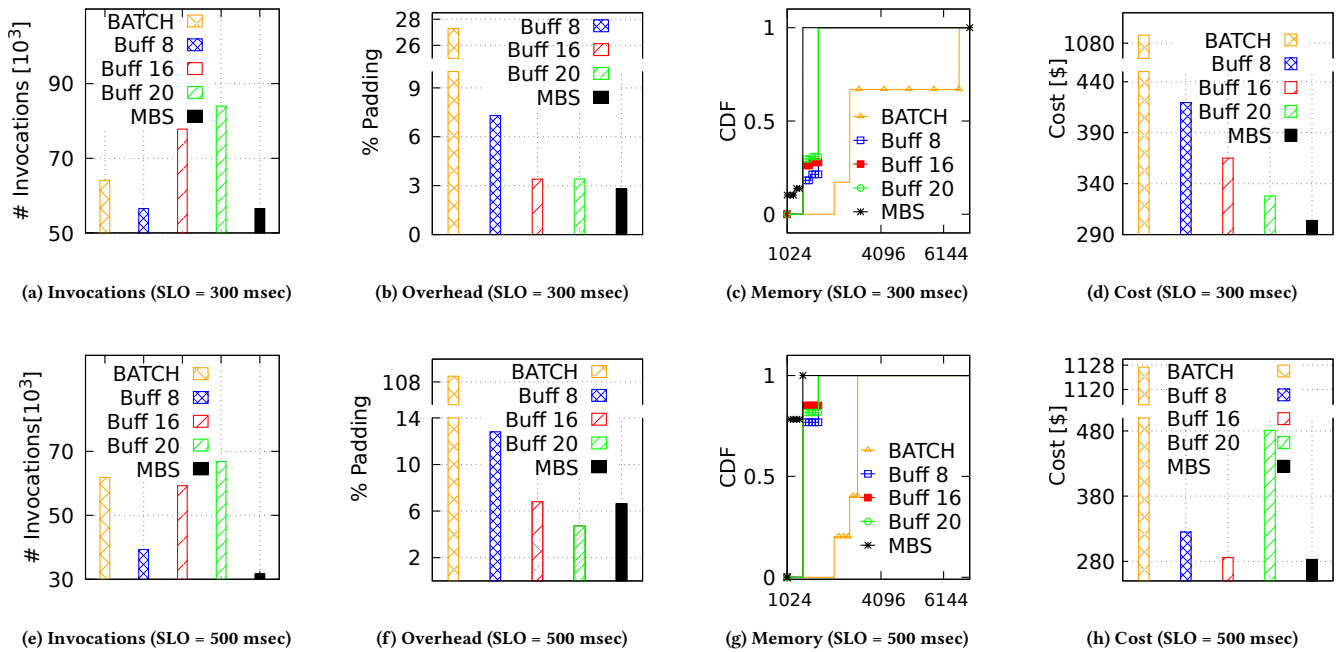 # Invocations [10³]
90
70
50
BATCH
Buff 8
Buff 16
Buff 20
MBS
(a) Invocations (SLO = 300 msec)
% Padding
28
26
9
6
3
0
BATCH
Buff 8
Buff 16
Buff 20
MBS
(b) Overhead (SLO = 300 msec)
CDF
1
0.5
0
1024 4096 6144
BATCH
Buff 8
Buff 16
Buff 20
MBS
(c) Memory (SLO = 300 msec)
Cost [$]
1080
440
390
340
290
BATCH
Buff 8
Buff 16
Buff 20
MBS
(d) Cost (SLO = 300 msec)
# Invocations[10³]
70
50
30
BATCH
Buff 8
Buff 16
Buff 20
MBS
(e) Invocations (SLO = 500 msec)
% Padding
108
14
10
6
2
BATCH
Buff 8
Buff 16
Buff 20
MBS
(f) Overhead (SLO = 500 msec)
CDF
1
0.5
0
1024 4096 6144
BATCH
Buff 8
Buff 16
Buff 20
MBS
(g) Memory (SLO = 500 msec)
Cost [$]
1128
1120
480
380
280
BATCH
Buff 8
Buff 16
Buff 20
MBS
(h) Cost (SLO = 500 msec)